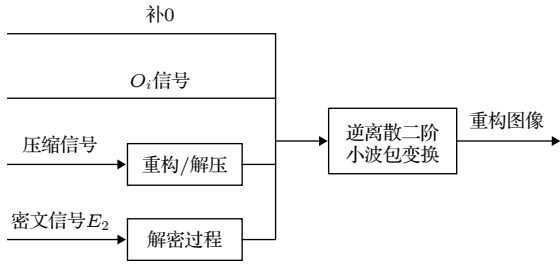 补0
O_i信号
压缩信号
重构/解压
密文信号E_2
解密过程
逆离散二阶
小波包变换
重构图像